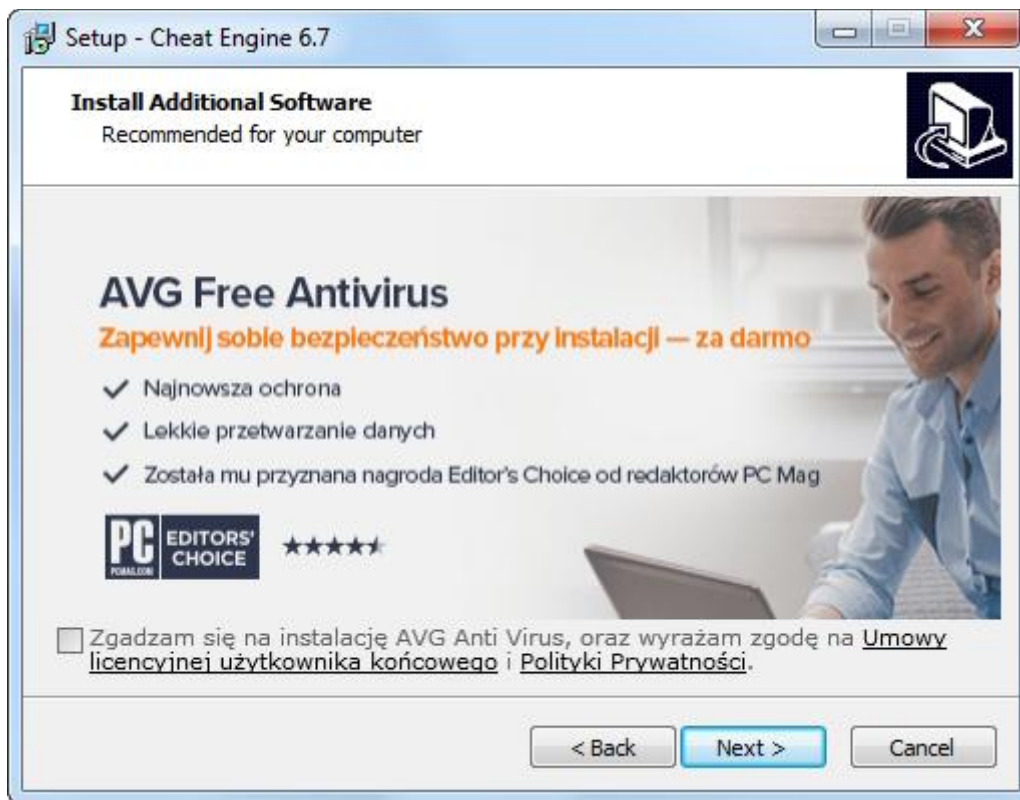 Setup - Cheat Engine 6.7
Install Additional Software
Recommended for your computer
AVG Free Antivirus
Zapewnij sobie bezpieczeństwo przy instalacji — za darmo
Najnowsza ochrona
Lekkie przetwarzanie danych
Została mu przyznana nagroda Editor's Choice od redaktorów PC Mag
PC EDITORS'
PCMAG.COM CHOICE
Zgadzam się na instalację AVG Anti Virus, oraz wyrażam zgodę na Umowy
licencyjnej użytkownika końcowego i Polityki Prywatności.
< Back Next > Cancel